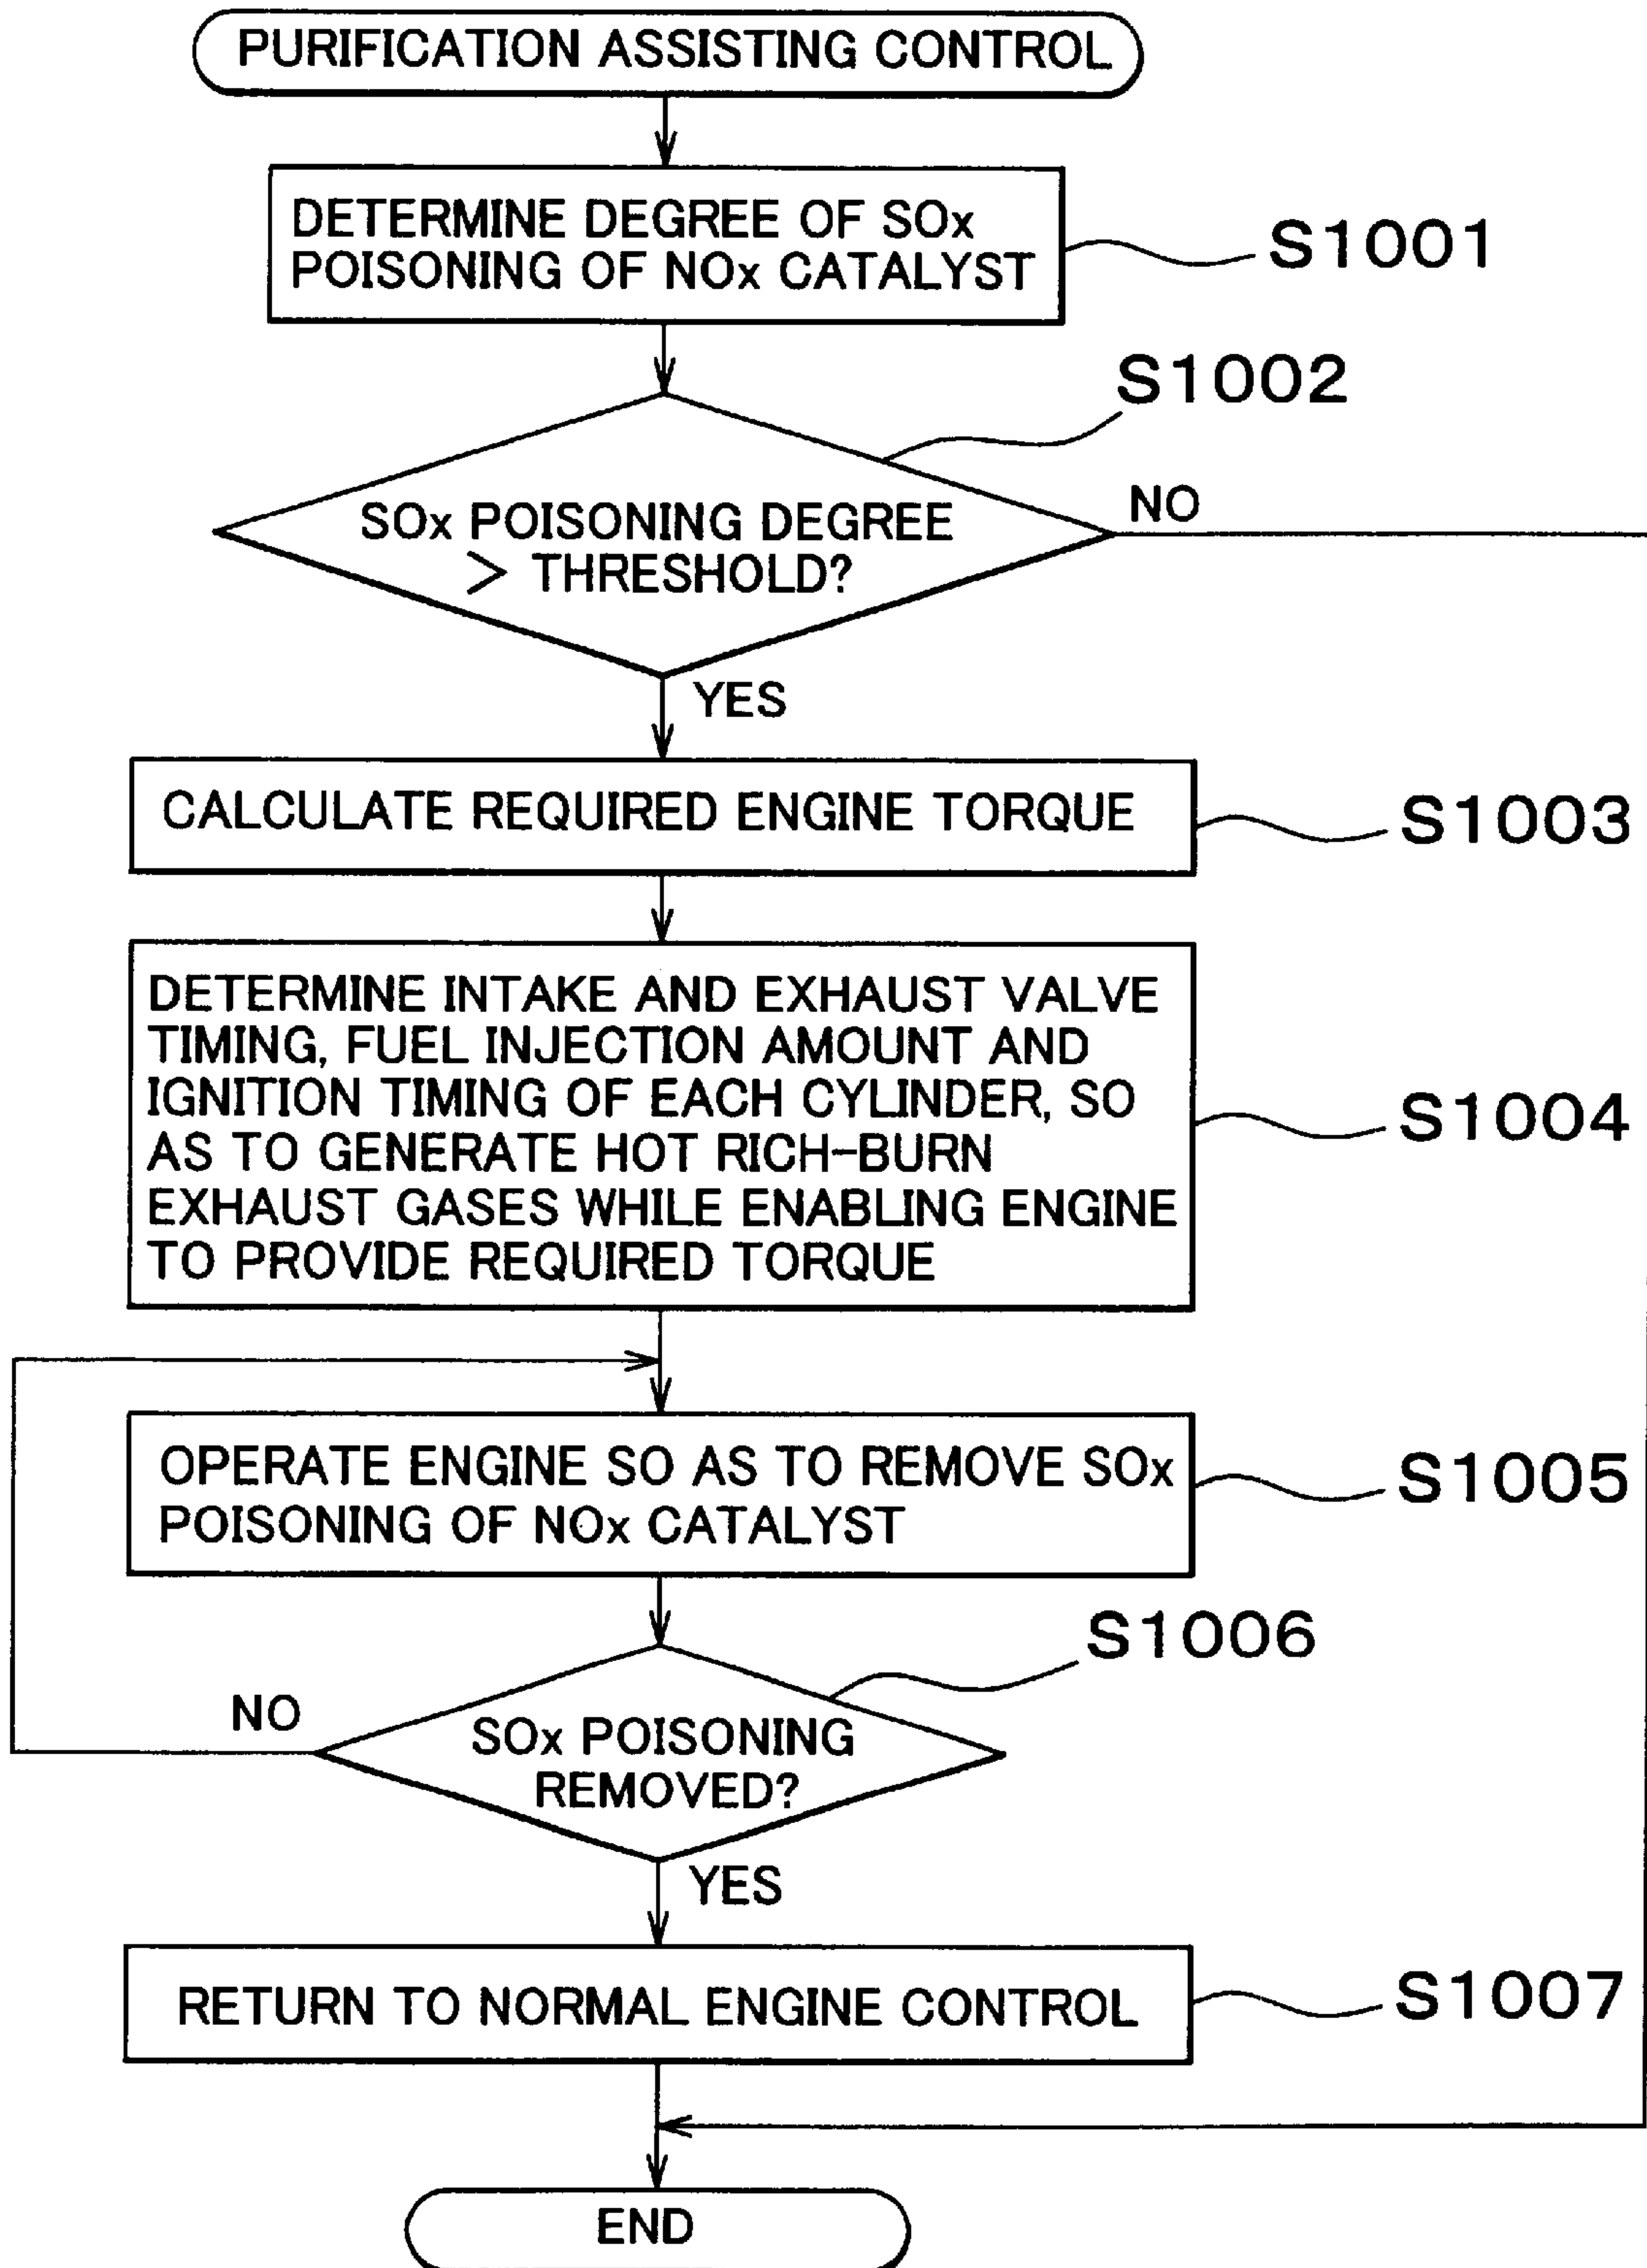 PURIFICATION ASSISTING CONTROL
DETERMINE DEGREE OF SOx
POISONING OF NOx CATALYST
S1001
S1002
SOx POISONING DEGREE
> THRESHOLD?
NO
YES
CALCULATE REQUIRED ENGINE TORQUE
S1003
DETERMINE INTAKE AND EXHAUST VALVE
TIMING, FUEL INJECTION AMOUNT AND
IGNITION TIMING OF EACH CYLINDER, SO
AS TO GENERATE HOT RICH-BURN
EXHAUST GASES WHILE ENABLING ENGINE
TO PROVIDE REQUIRED TORQUE
S1004
OPERATE ENGINE SO AS TO REMOVE SOx
POISONING OF NOx CATALYST
S1005
S1006
NO
SOx POISONING
REMOVED?
YES
RETURN TO NORMAL ENGINE CONTROL
S1007
END